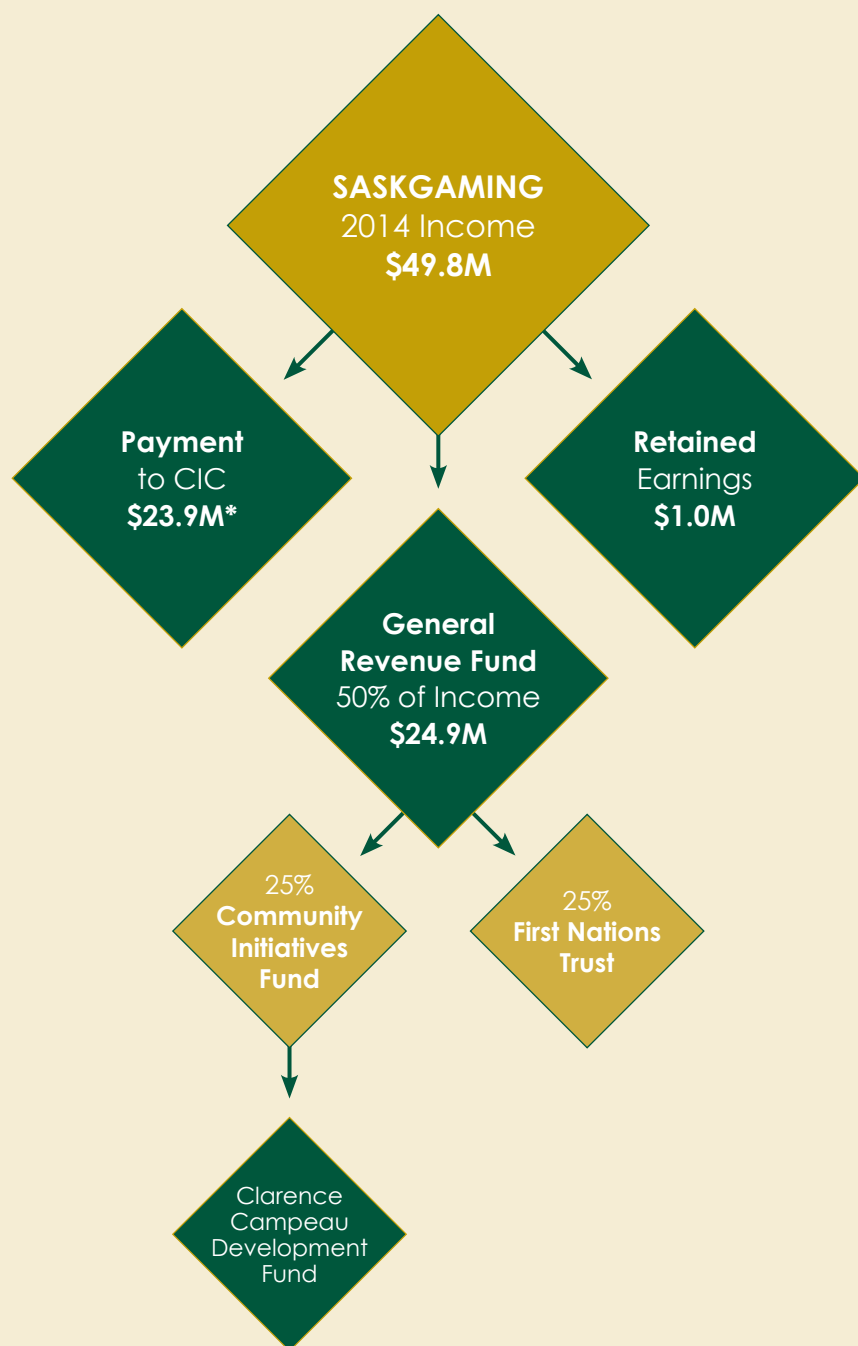 SASKGAMING
2014 Income
$49.8M
Payment
to CIC
$23.9M*
Retained
Earnings
$1.0M
General
Revenue Fund
50% of Income
$24.9M
25%
Community
Initiatives
Fund
25%
First Nations
Trust
Clarence
Campeau
Development
Fund